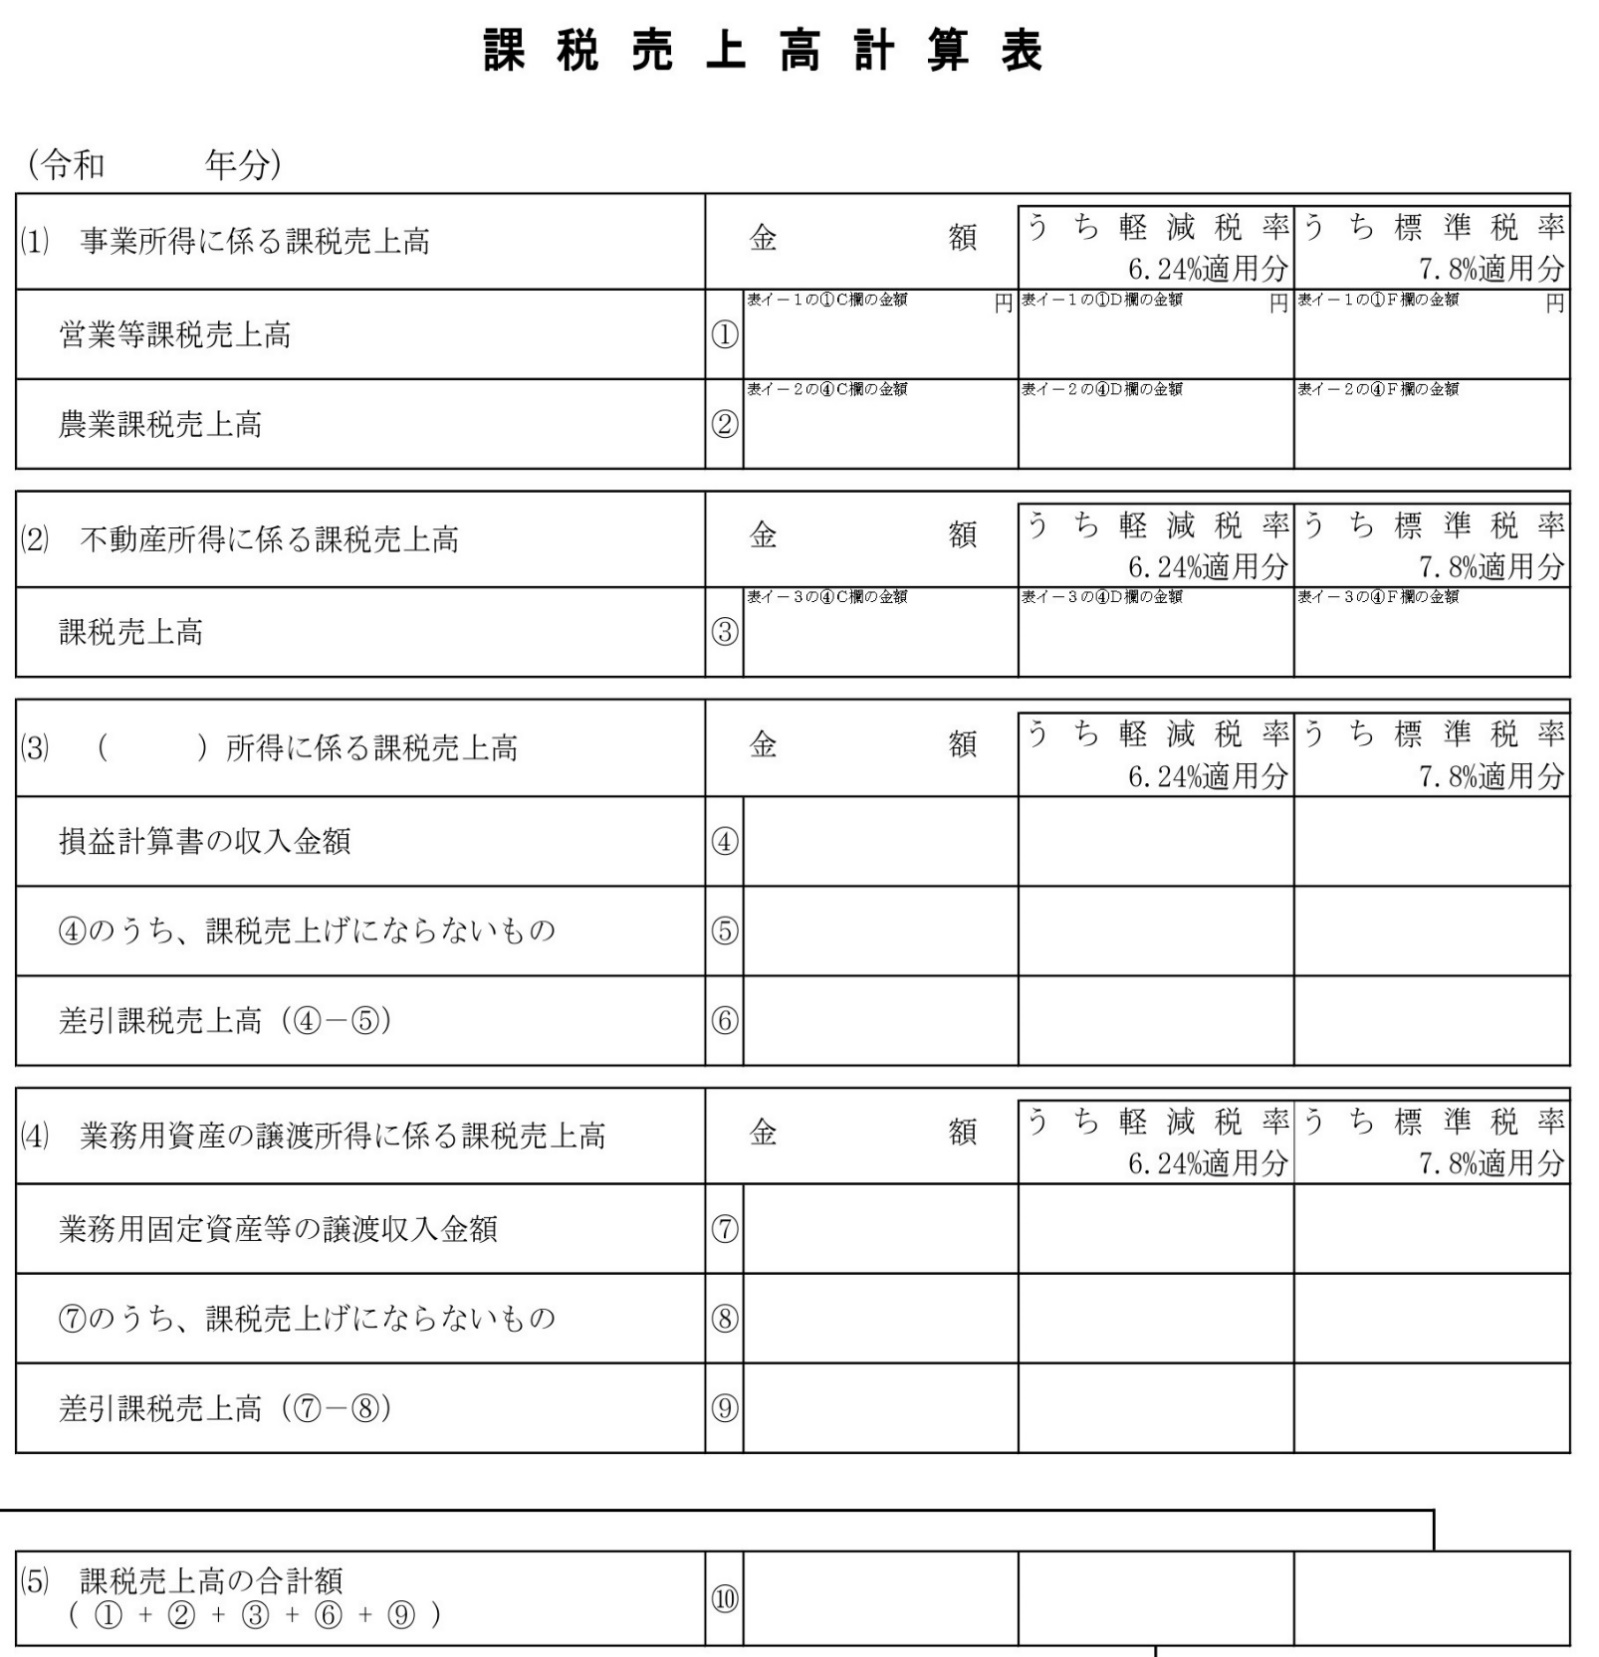 課税売上高計算表
(令和　　　年分)
⑴　事業所得に係る課税売上高　金　額　うち軽減税率　うち標準税率
6.24%適用分　7.8%適用分
表イ－1の①C欄の金額　円　表イ－1の①D欄の金額　円　表イ－1の①F欄の金額　円
営業等課税売上高　①
表イ－2の④C欄の金額　表イ－2の④D欄の金額　表イ－2の④F欄の金額
農業課税売上高　②
⑵　不動産所得に係る課税売上高　金　額　うち軽減税率　うち標準税率
6.24%適用分　7.8%適用分
表イ－3の④C欄の金額　表イ－3の④D欄の金額　表イ－3の④F欄の金額
課税売上高　③
⑶　（　　　）所得に係る課税売上高　金　額　うち軽減税率　うち標準税率
6.24%適用分　7.8%適用分
損益計算書の収入金額　④
④のうち、課税売上げにならないもの　⑤
差引課税売上高（④－⑤）　⑥
⑷　業務用資産の譲渡所得に係る課税売上高　金　額　うち軽減税率　うち標準税率
6.24%適用分　7.8%適用分
業務用固定資産等の譲渡収入金額　⑦
⑦のうち、課税売上げにならないもの　⑧
差引課税売上高（⑦－⑧）　⑨
⑸　課税売上高の合計額　⑩
（ ① + ② + ③ + ⑥ + ⑨ ）